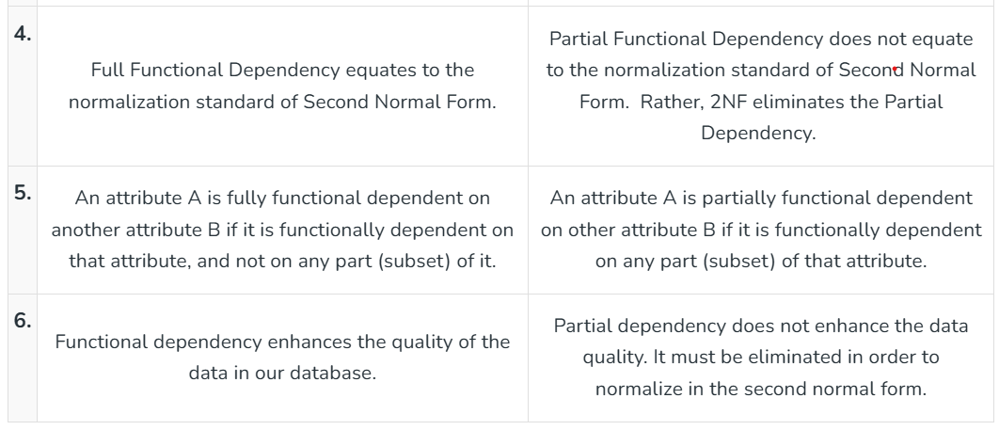 4.
Full Functional Dependency equates to the
normalization standard of Second Normal Form.
Partial Functional Dependency does not equate
to the normalization standard of Second Normal
Form.  Rather, 2NF eliminates the Partial
Dependency.
5.
An attribute A is fully functional dependent on
another attribute B if it is functionally dependent on
that attribute, and not on any part (subset) of it.
An attribute A is partially functional dependent
on other attribute B if it is functionally dependent
on any part (subset) of that attribute.
6.
Functional dependency enhances the quality of the
data in our database.
Partial dependency does not enhance the data
quality. It must be eliminated in order to
normalize in the second normal form.